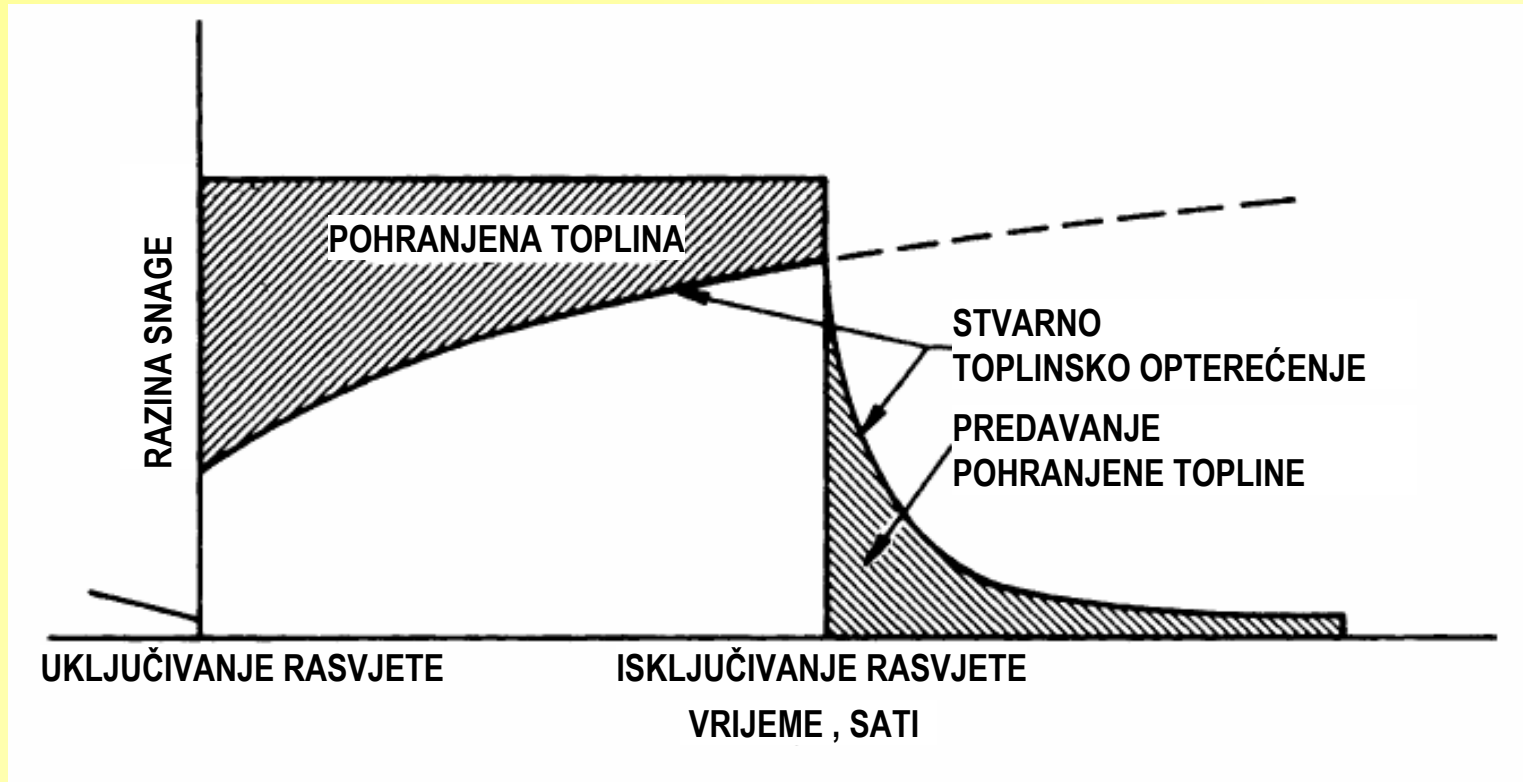 RAZINA SNAGE
POHRANJENA TOPLINA
STVARNO
TOPLINSKO OPTEREĆENJE
PREDAVANJE
POHRANJENE TOPLINE
UKLJUČIVANJE RASVJETE
ISKLJUČIVANJE RASVJETE
VRIJEME , SATI